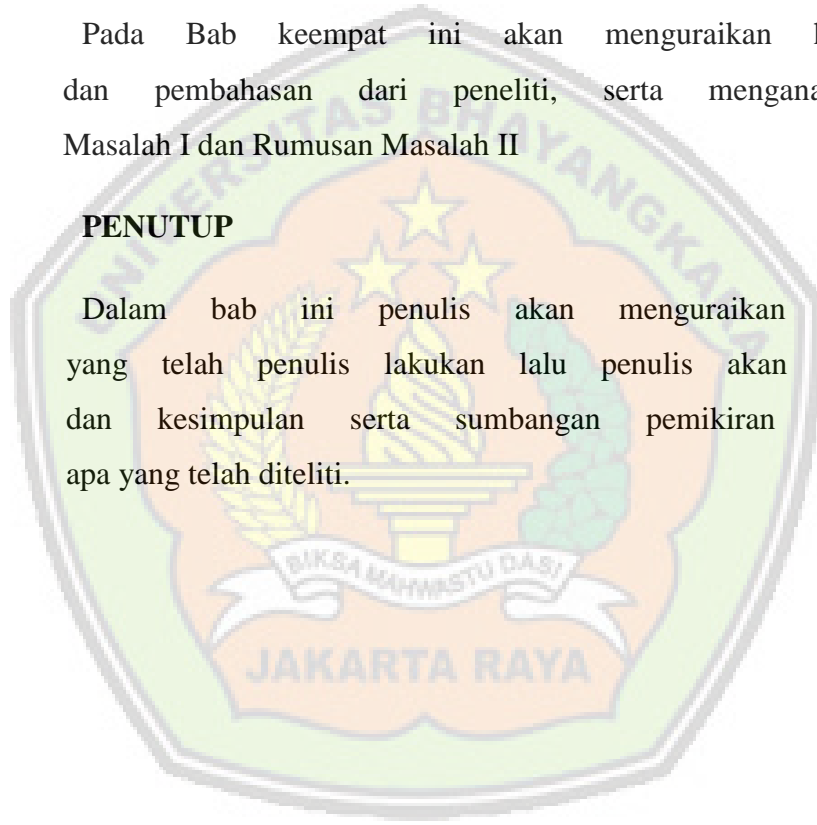 Pada Bab keempat ini akan menguraikan
dan pembahasan dari peneliti, serta
Masalah I dan Rumusan Masalah II
PENUTUP
Dalam bab ini penulis akan menguraikan
yang telah penulis lakukan lalu penulis akan
dan kesimpulan serta sumbangan pemikiran
apa yang telah diteliti.
UNIVERSITAS BHAYANGKARA
BIKSA MAHWASTU DASI
JAKARTA RAYA